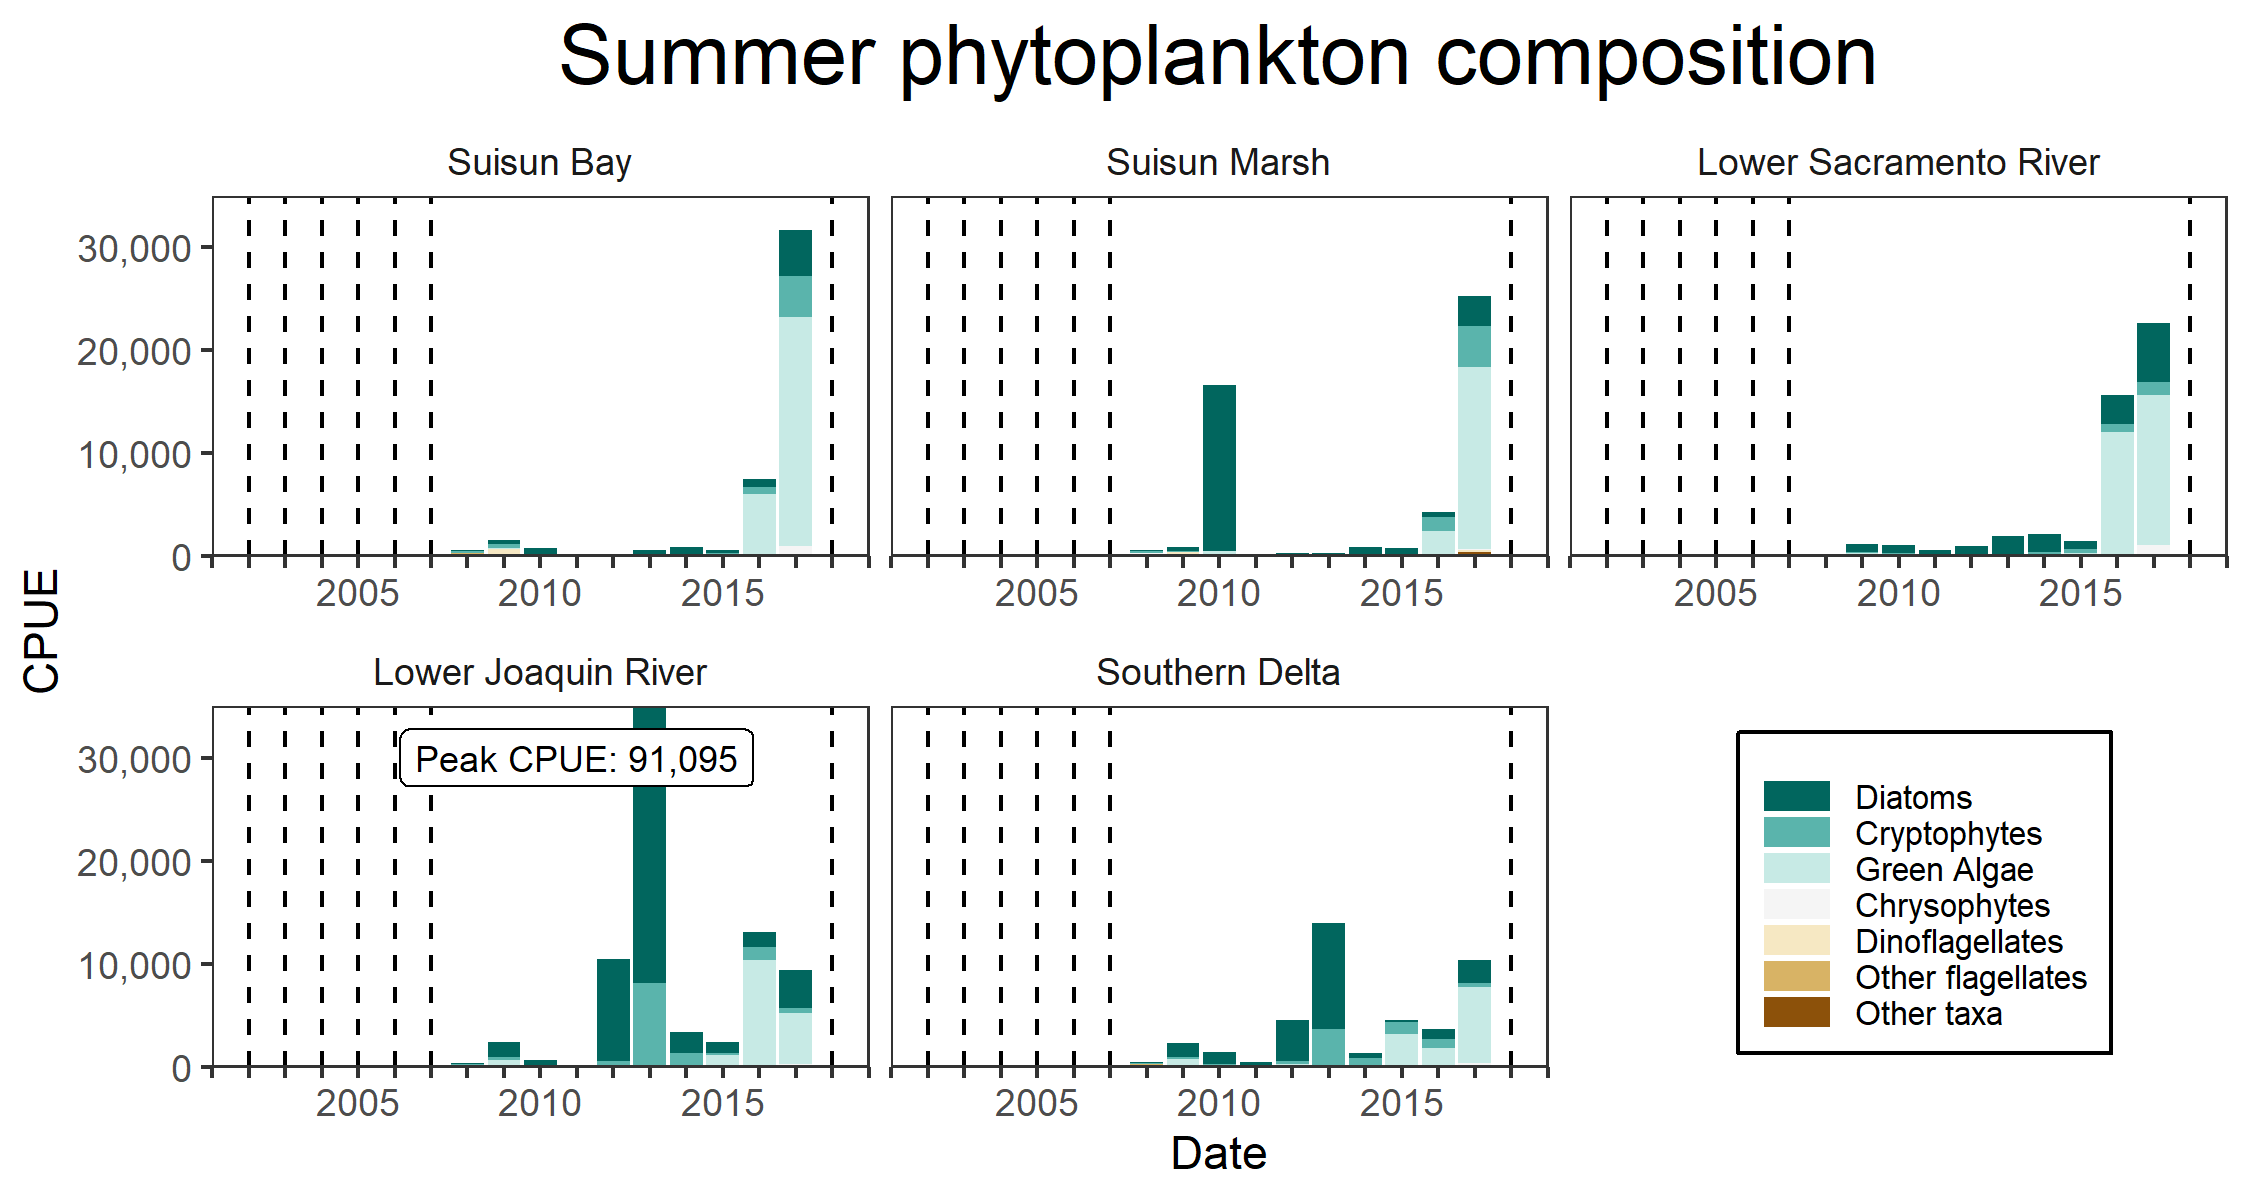 Summer phytoplankton composition
Suisun Bay
Suisun Marsh
Lower Sacramento River
30,000
20,000
10,000
0
2005
2010
2015
2005
2010
2015
2005
2010
2015
CPUE
Lower Joaquin River
Southern Delta
30,000
20,000
10,000
0
Peak CPUE: 91,095
2005
2010
2015
2005
2010
2015
Diatoms
Cryptophytes
Green Algae
Chrysophytes
Dinoflagellates
Other flagellates
Other taxa
Date